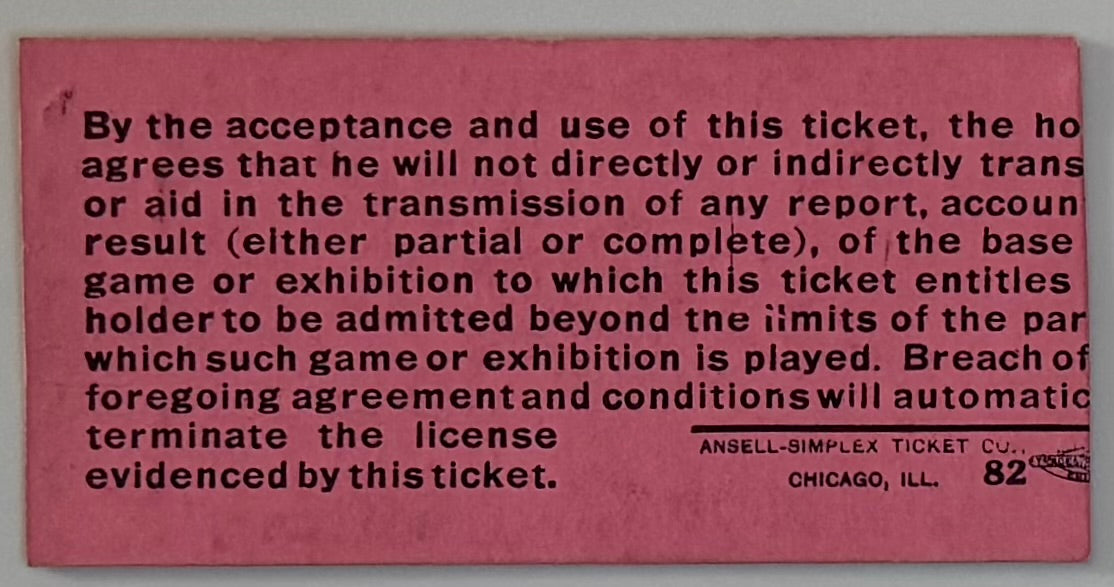 By the acceptance and use of this ticket, the ho
agrees that he will not directly or indirectly trans
or aid in the transmission of any report, accoun
result (either partial or complete), of the base
game or exhibition to which this ticket entitles
holder to be admitted beyond the limits of the par
which such game or exhibition is played. Breach of
foregoing agreement and conditions will automatic
terminate the license
evidenced by this ticket.
ANSELL-SIMPLEX TICKET CO.,
CHICAGO, ILL. 82